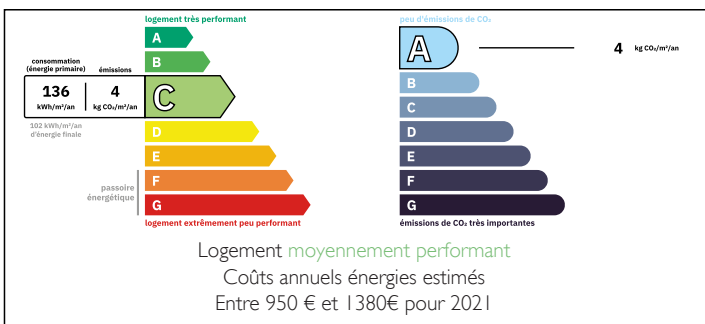 logement très performant
A
B
consommation
(énergie primaire)
émissions
136
kWh/m²/an
4
kg CO₂/m²/an
C
102 kWh/m²/an
d'énergie finale
D
E
passoire
énergétique
F
G
logement extrêmement peu performant
peu d'émissions de CO₂
A
4 kg CO₂/m²/an
B
C
D
E
F
G
émissions de CO₂ très importantes
Logement moyennement performant
Coûts annuels énergies estimés
Entre 950 € et 1380€ pour 2021